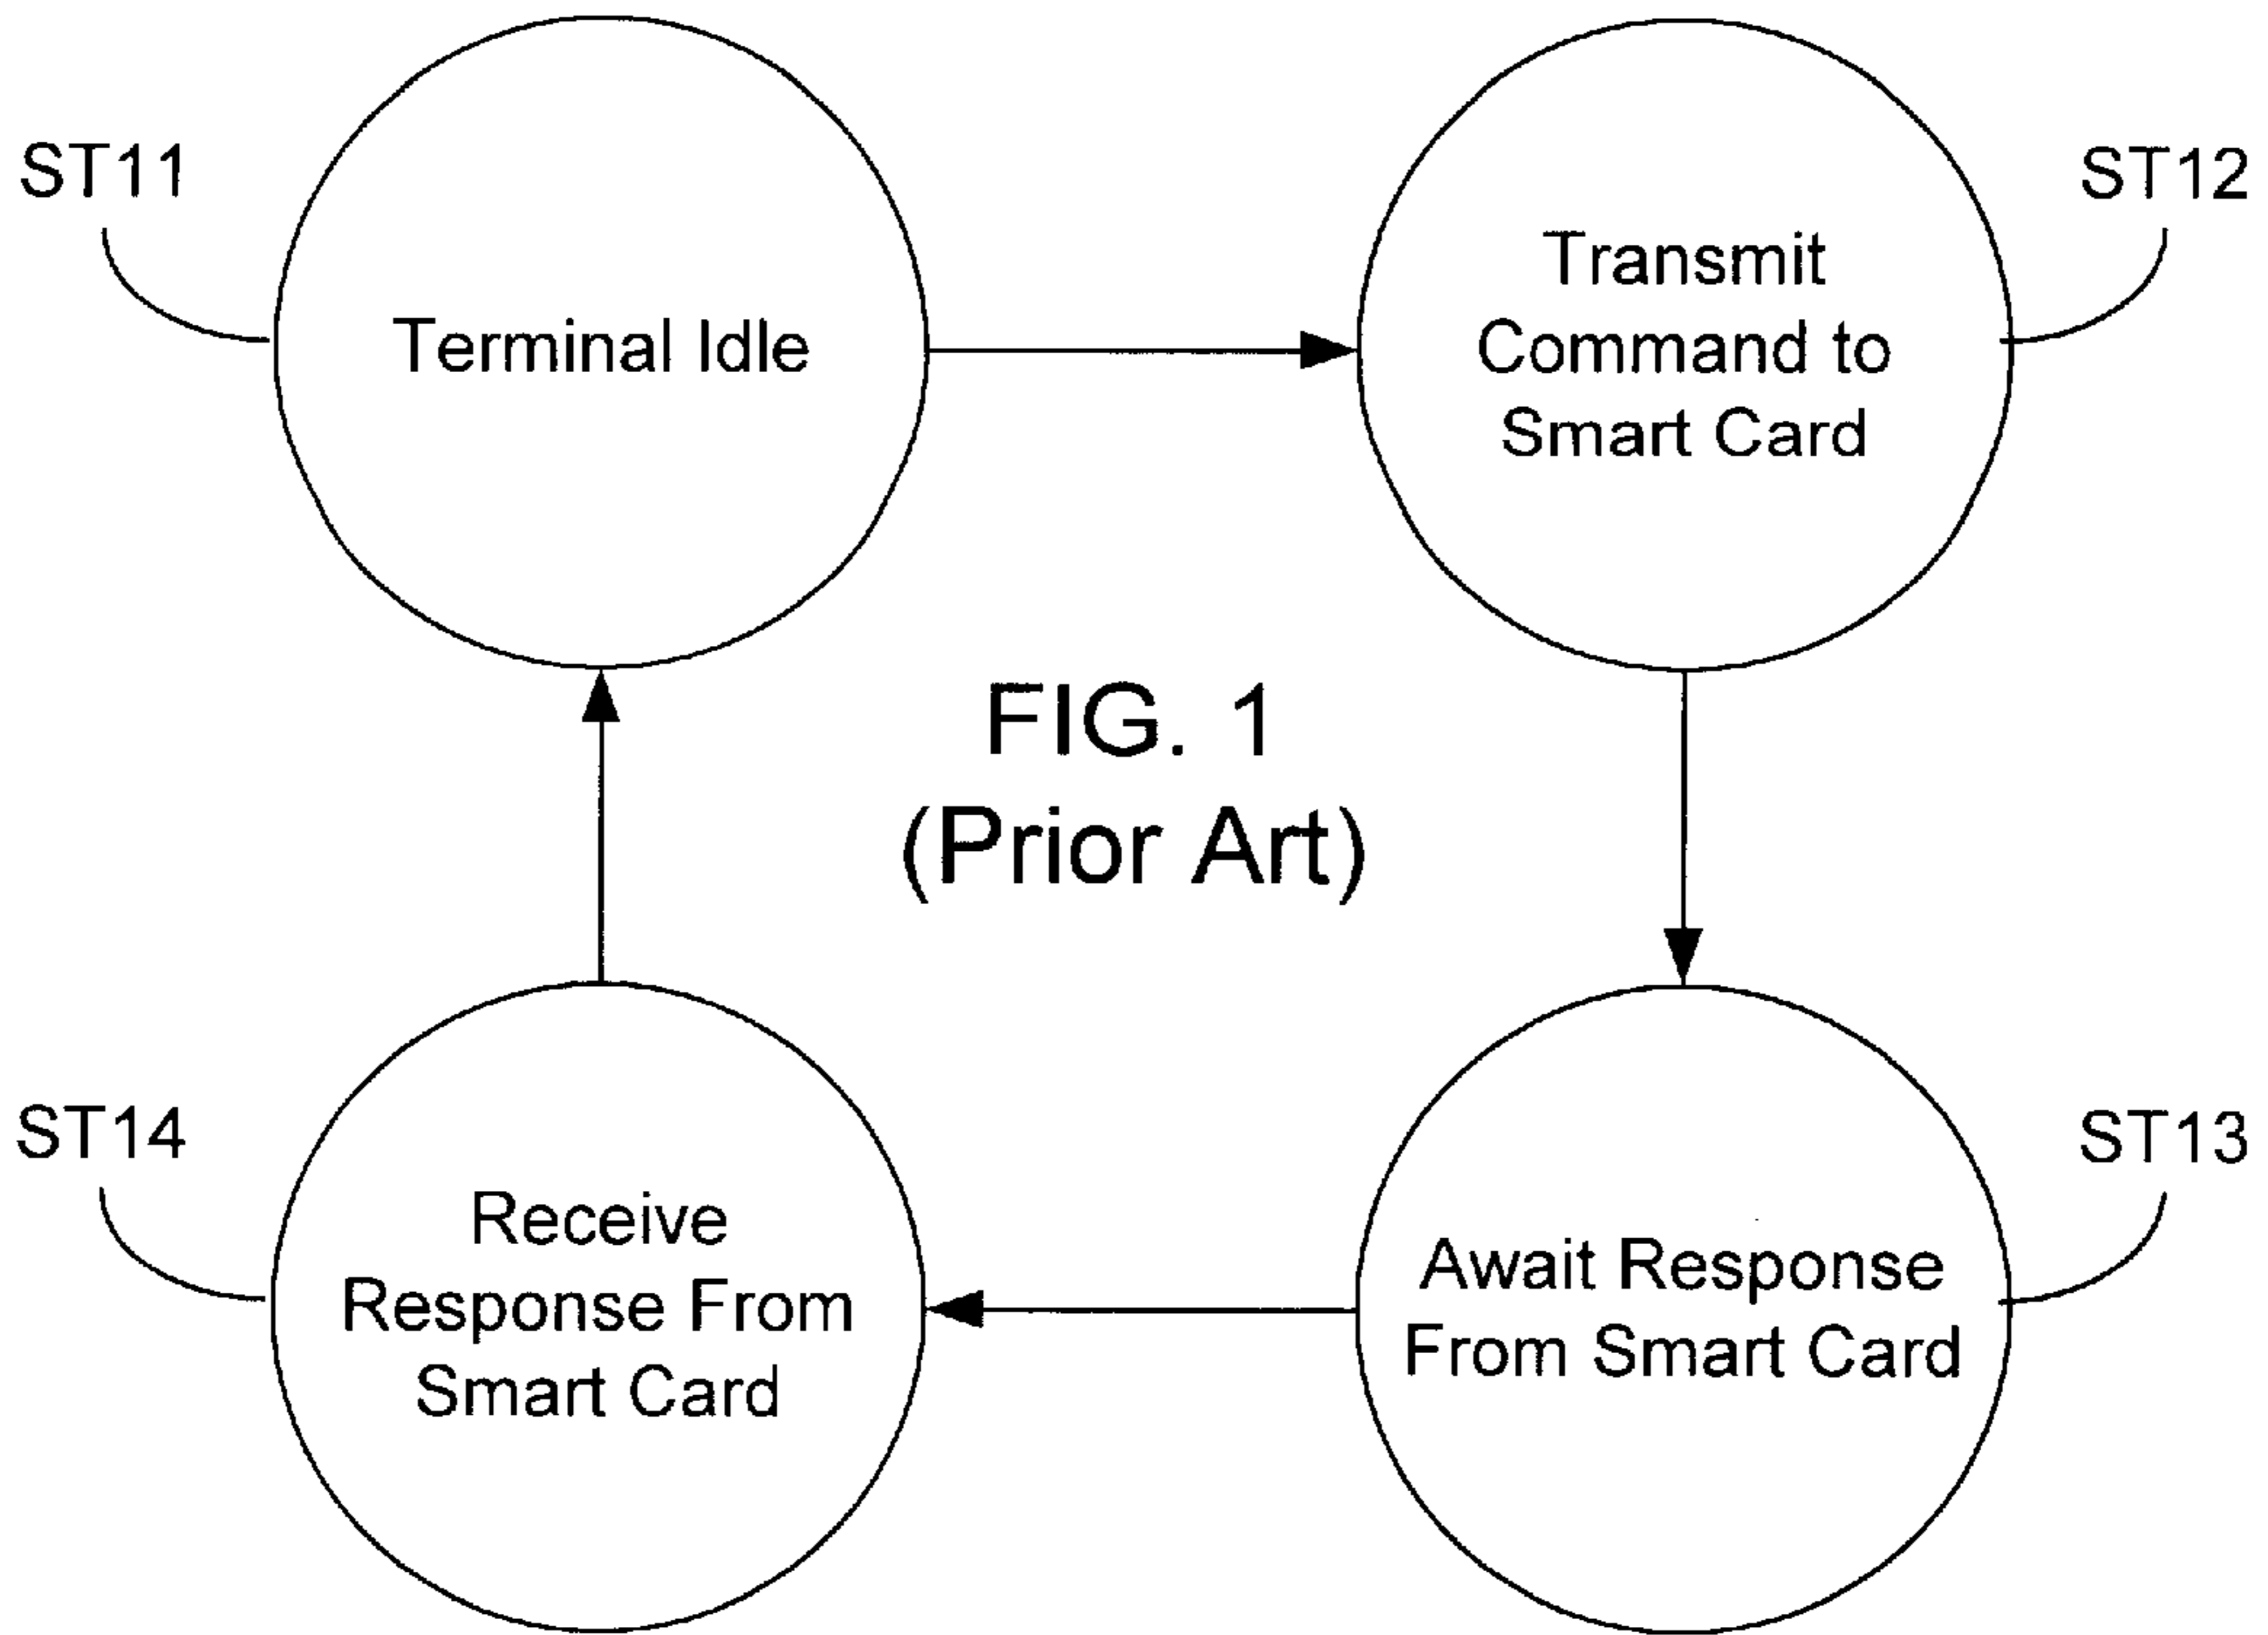 ST11
Terminal Idle
ST12
Transmit
Command to
Smart Card
FIG. 1
(Prior Art)
ST14
Receive
Response From
Smart Card
ST13
Await Response
From Smart Card